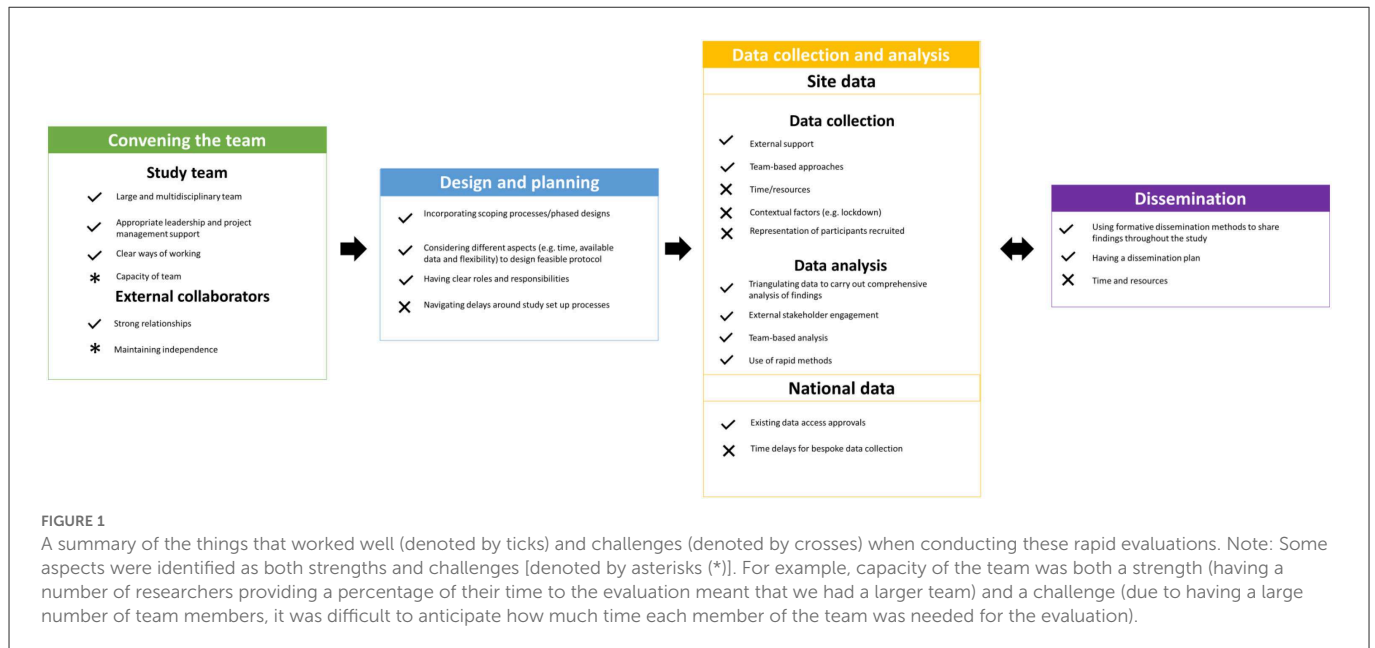 Convening the team
Study team
✓ Large and multidisciplinary team
✓ Appropriate leadership and project
management support
✓ Clear ways of working
* Capacity of team
External collaborators
✓ Strong relationships
* Maintaining independence
Design and planning
✓ Incorporating scoping processes/phased designs
✓ Considering different aspects (e.g. time, available
data and flexibility) to design feasible protocol
✓ Having clear roles and responsibilities
✕ Navigating delays around study set up processes
Data collection and analysis
Site data
Data collection
✓ External support
✓ Team-based approaches
✕ Time/resources
✕ Contextual factors (e.g. lockdown)
✕ Representation of participants recruited
Data analysis
✓ Triangulating data to carry out comprehensive
analysis of findings
✓ External stakeholder engagement
✓ Team-based analysis
✓ Use of rapid methods
National data
✓ Existing data access approvals
✕ Time delays for bespoke data collection
Dissemination
✓ Using formative dissemination methods to share
findings throughout the study
✓ Having a dissemination plan
✕ Time and resources
FIGURE 1
A summary of the things that worked well (denoted by ticks) and challenges (denoted by crosses) when conducting these rapid evaluations. Note: Some
aspects were identified as both strengths and challenges [denoted by asterisks (*)]. For example, capacity of the team was both a strength (having a
number of researchers providing a percentage of their time to the evaluation meant that we had a larger team) and a challenge (due to having a large
number of team members, it was difficult to anticipate how much time each member of the team was needed for the evaluation).